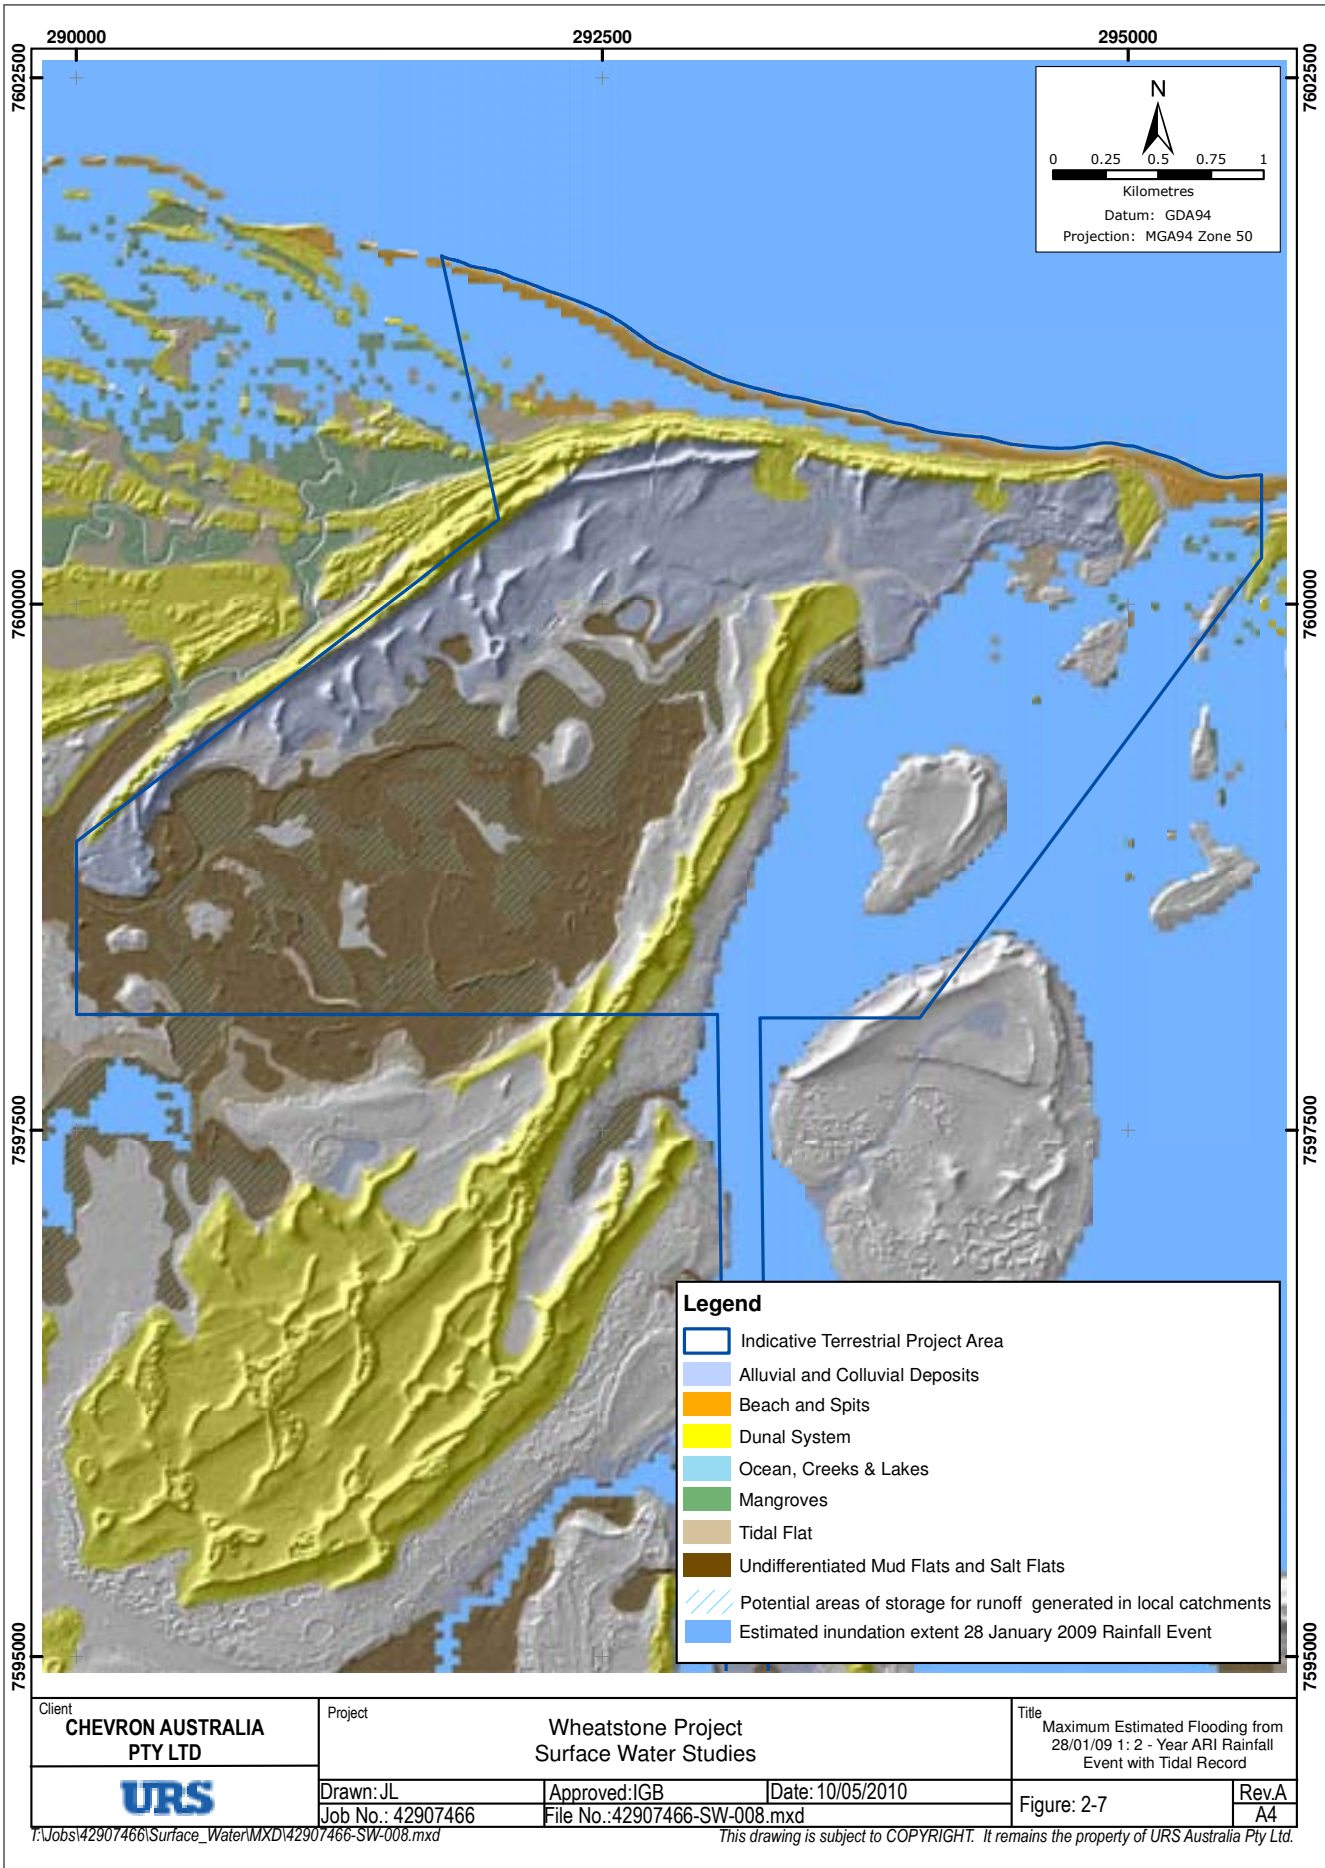 290000
292500
295000
7602500
7602500
N
0 0.25 0.5 0.75 1
Kilometres
Datum: GDA94
Projection: MGA94 Zone 50
7600000
7600000
7597500
7597500
Legend
Indicative Terrestrial Project Area
Alluvial and Colluvial Deposits
Beach and Spits
Dunal System
Ocean, Creeks & Lakes
Mangroves
Tidal Flat
Undifferentiated Mud Flats and Salt Flats
Potential areas of storage for runoff generated in local catchments
Estimated inundation extent 28 January 2009 Rainfall Event
7595000
7595000
Client
CHEVRON AUSTRALIA
PTY LTD
URS
Project
Wheatstone Project
Surface Water Studies
Title
Maximum Estimated Flooding from
28/01/09 1: 2 - Year ARI Rainfall
Event with Tidal Record
Drawn: JL
Approved:IGB
Date: 10/05/2010
Job No.: 42907466
File No.:42907466-SW-008.mxd
Figure: 2-7
Rev.A
A4
T:\Jobs\42907466\Surface_Water\MXD\42907466-SW-008.mxd
This drawing is subject to COPYRIGHT. It remains the property of URS Australia Pty Ltd.